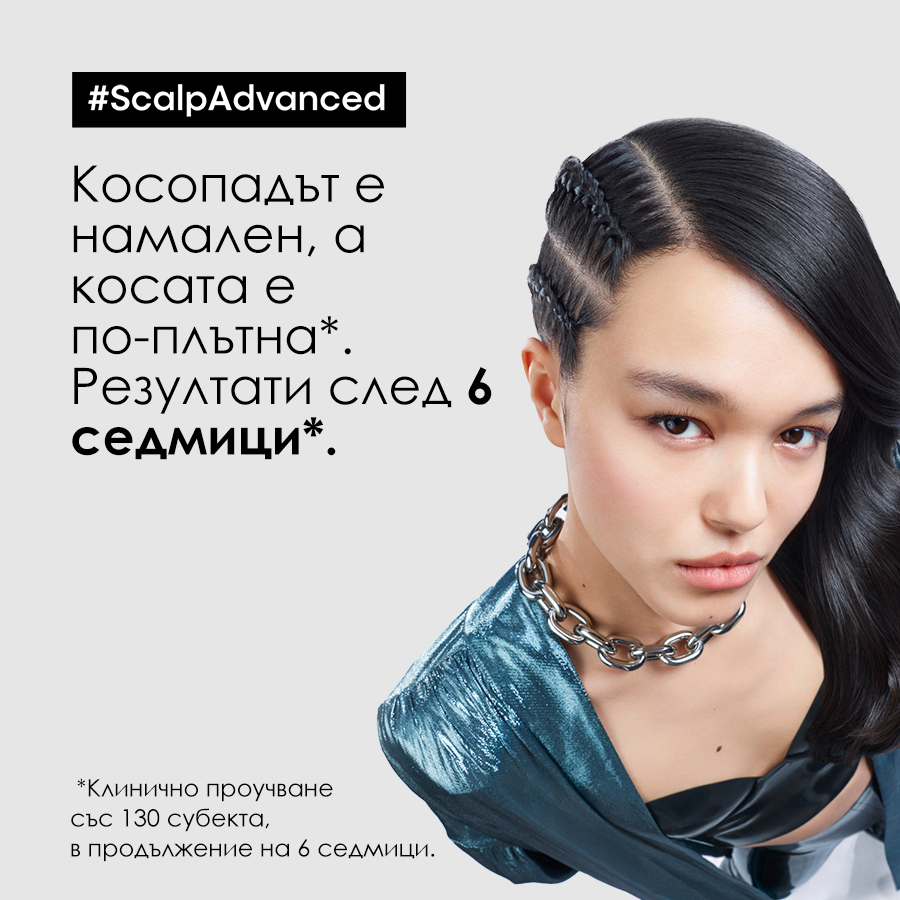 #ScalpAdvanced
Косопадът е
намален, а
косата е
по-плътна*.
Резултати след 6
седмици*.
*Клинично проучване
със 130 субекта,
в продължение на 6 седмици.